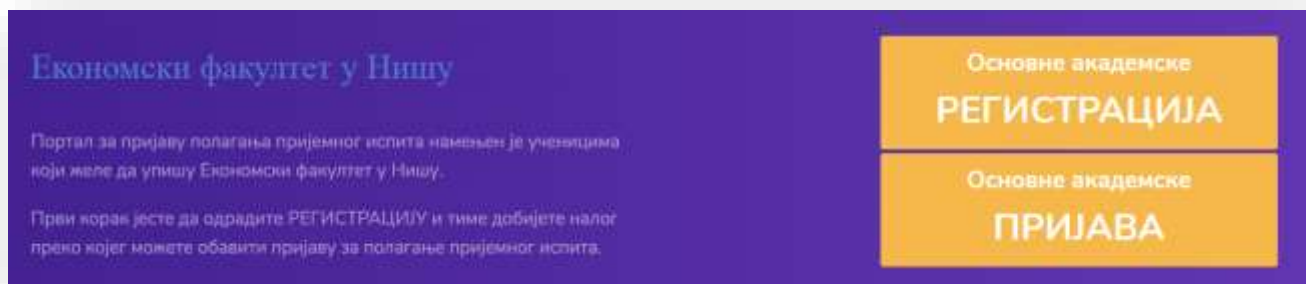 Економски факултет у Нишу
Портал за пријаву полагања пријемног испита намењен је ученицима
који желе да упишу Економски факултет у Нишу.
Први корак јесте да одрадите РЕГИСТРАЦИЈУ и тиме добијете налог
преко којег можете обавити пријаву за полагање пријемног испита.
Основне академске
РЕГИСТРАЦИЈА
Основне академске
ПРИЈАВА